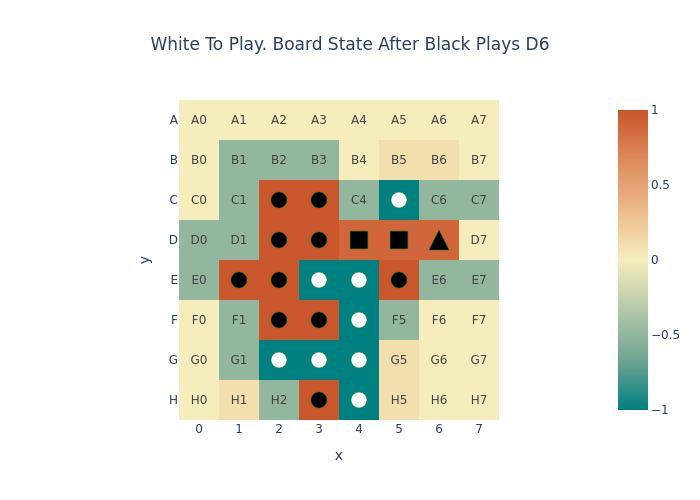 White To Play. Board State After Black Plays D6
A A0 A1 A2 A3 A4 A5 A6 A7
B B0 B1 B2 B3 B4 B5 B6 B7
C C0 C1 C4 C6 C7
D D0 D1 D7
E E0 E6 E7
F F0 F1 F5 F6 F7
G G0 G1 G5 G6 G7
H H0 H1 H2 H5 H6 H7
0 1 2 3 4 5 6 7
x
y
1
0.5
0
−0.5
−1